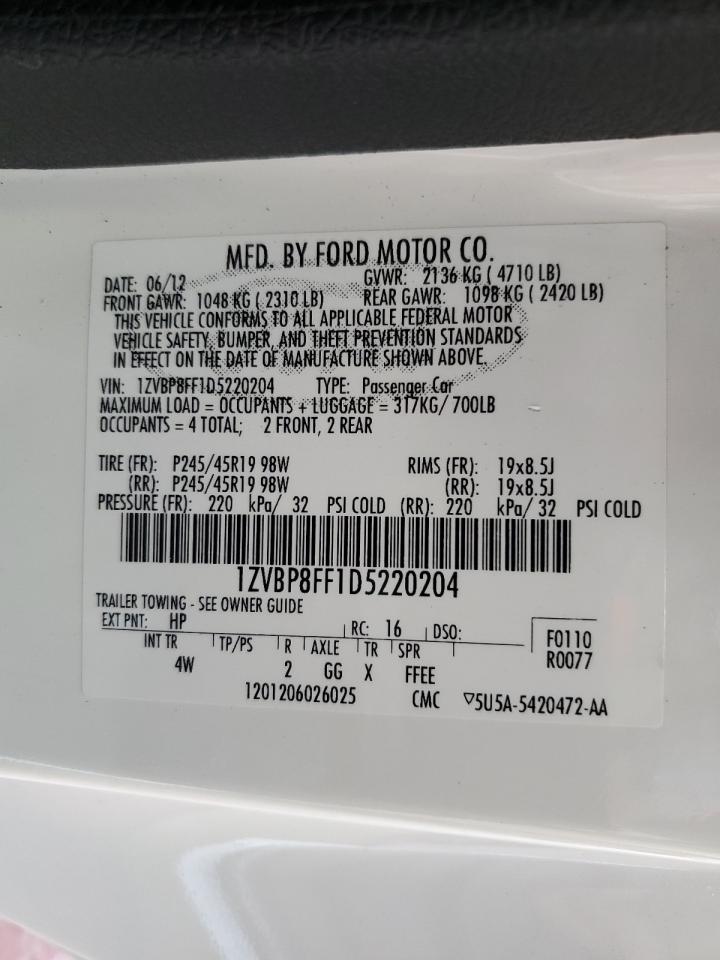 MFD. BY FORD MOTOR CO.
DATE: 06/12 GVWR: 2136 KG ( 4710 LB)
FRONT GAWR: 1048 KG ( 2310 LB) REAR GAWR: 1098 KG ( 2420 LB)
THIS VEHICLE CONFORMS TO ALL APPLICABLE FEDERAL MOTOR
VEHICLE SAFETY, BUMPER, AND THEFT PREVENTION STANDARDS
IN EFFECT ON THE DATE OF MANUFACTURE SHOWN ABOVE.
VIN: 1ZVBP8FF1D5220204 TYPE: Passenger Car
MAXIMUM LOAD = OCCUPANTS + LUGGAGE = 317KG/ 700LB
OCCUPANTS = 4 TOTAL; 2 FRONT, 2 REAR
TIRE (FR): P245/45R19 98W RIMS (FR): 19x8.5J
(RR): P245/45R19 98W (RR): 19x8.5J
PRESSURE (FR): 220 kPa/ 32 PSI COLD (RR): 220 kPa/ 32 PSI COLD
1ZVBP8FF1D5220204
TRAILER TOWING - SEE OWNER GUIDE
EXT PNT: HP RC: 16 DSO: F0110
INT TR TP/PS R AXLE TR SPR R0077
4W 2 GG X FFEE
1201206026025 CMC ▽5U5A-5420472-AA